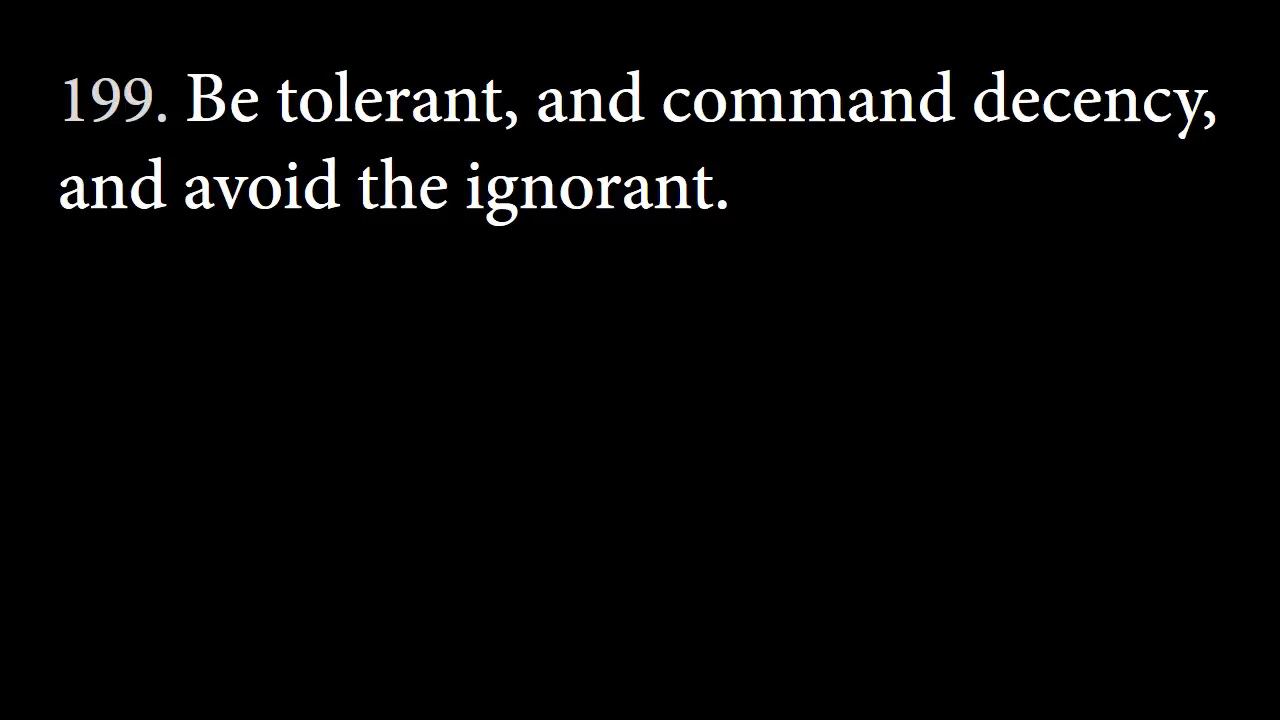 199. Be tolerant, and command decency,
and avoid the ignorant.